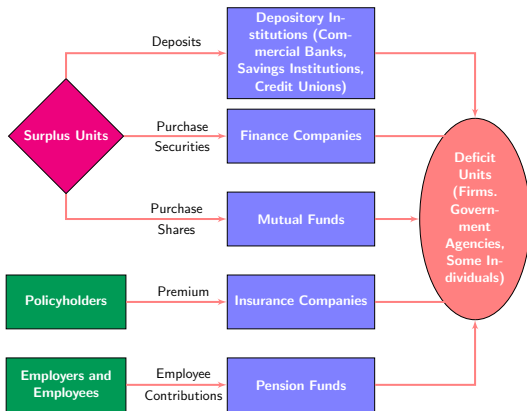 Deposits
Depository In-
stitutions (Com-
mercial Banks,
Savings Institutions,
Credit Unions)
Surplus Units
Purchase
Securities
Finance Companies
Purchase
Shares
Mutual Funds
Deficit
Units
(Firms.
Govern-
ment
Agencies,
Some In-
dividuals)
Policyholders
Premium
Insurance Companies
Employers and
Employees
Employee
Contributions
Pension Funds